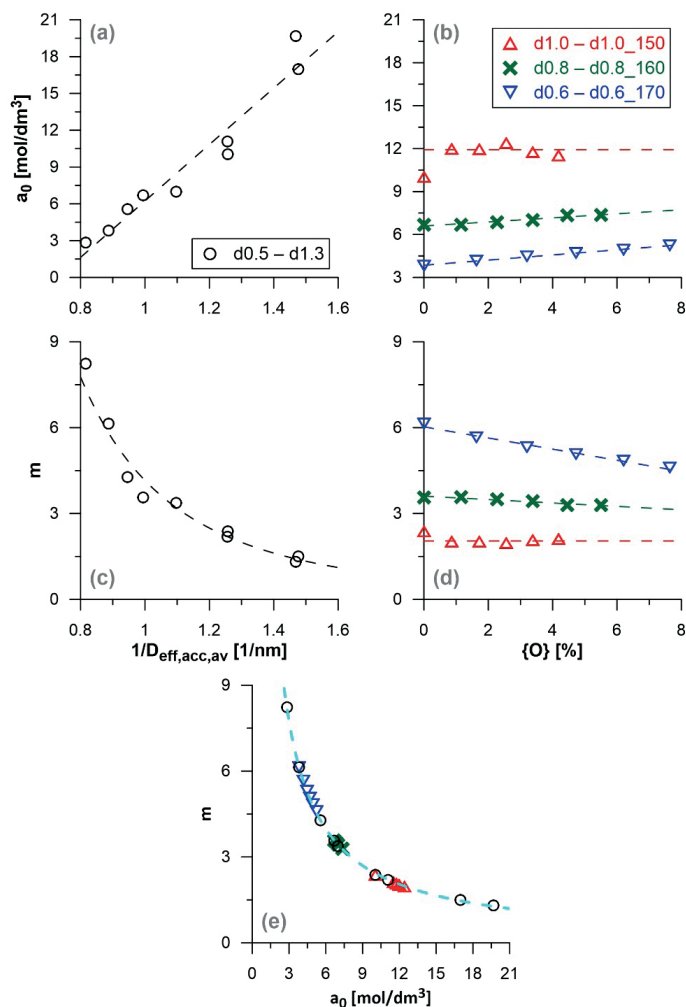 (a)
a0 [mol/dm³]
21
18
15
12
9
6
3
0
0.8 1 1.2 1.4 1.6
d0.5 – d1.3
(b)
21
18
15
12
9
6
3
0 2 4 6 8
d1.0 – d1.0_150
d0.8 – d0.8_160
d0.6 – d0.6_170
(c)
m
9
6
3
0
0.8 1 1.2 1.4 1.6
1/Deff,acc,av [1/nm]
(d)
9
6
3
0
0 2 4 6 8
{O} [%]
(e)
m
9
6
3
0
0 3 6 9 12 15 18 21
a0 [mol/dm³]